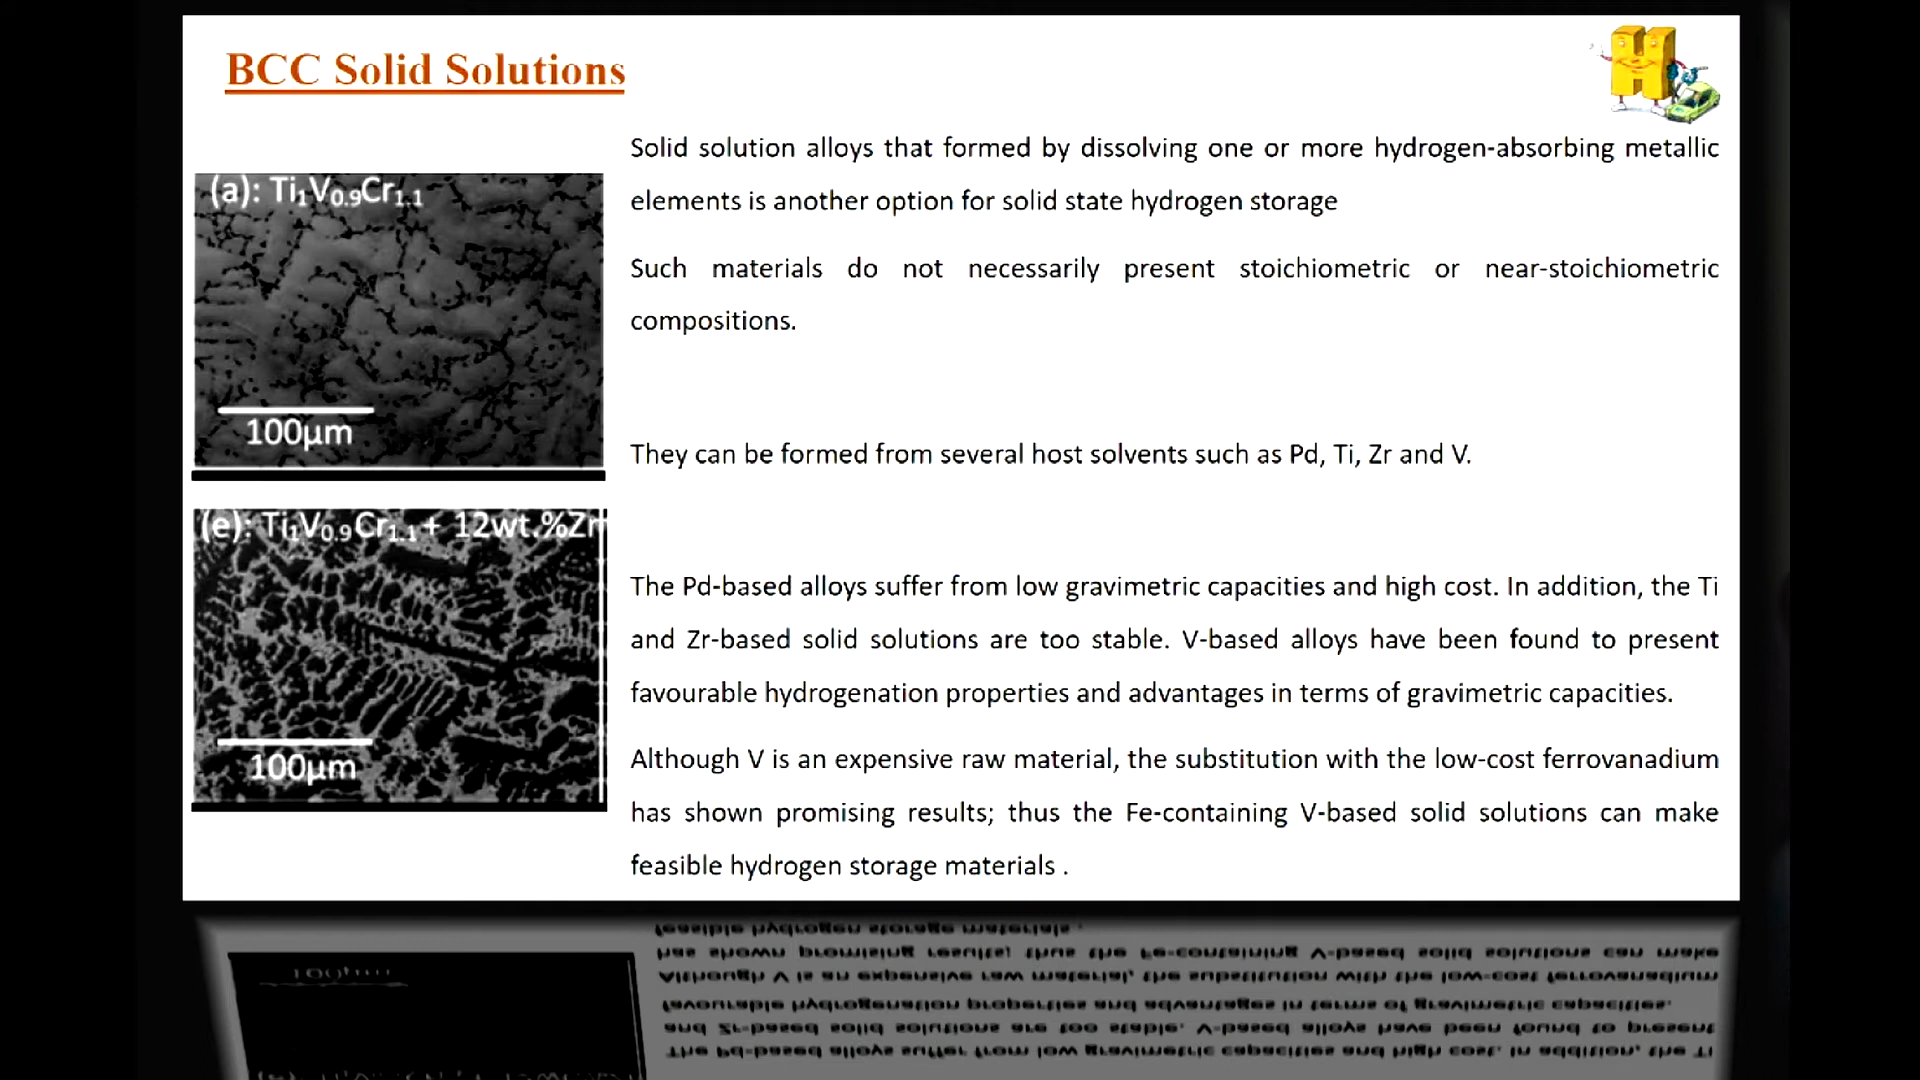 BCC Solid Solutions
(a): Ti₁V₀.₉Cr₁.₁
100µm
(e): Ti₁V₀.₉Cr₁.₁+ 12wt.%Zr
100µm
Solid solution alloys that formed by dissolving one or more hydrogen-absorbing metallic
elements is another option for solid state hydrogen storage
Such materials do not necessarily present stoichiometric or near-stoichiometric
compositions.
They can be formed from several host solvents such as Pd, Ti, Zr and V.
The Pd-based alloys suffer from low gravimetric capacities and high cost. In addition, the Ti
and Zr-based solid solutions are too stable. V-based alloys have been found to present
favourable hydrogenation properties and advantages in terms of gravimetric capacities.
Although V is an expensive raw material, the substitution with the low-cost ferrovanadium
has shown promising results; thus the Fe-containing V-based solid solutions can make
feasible hydrogen storage materials .